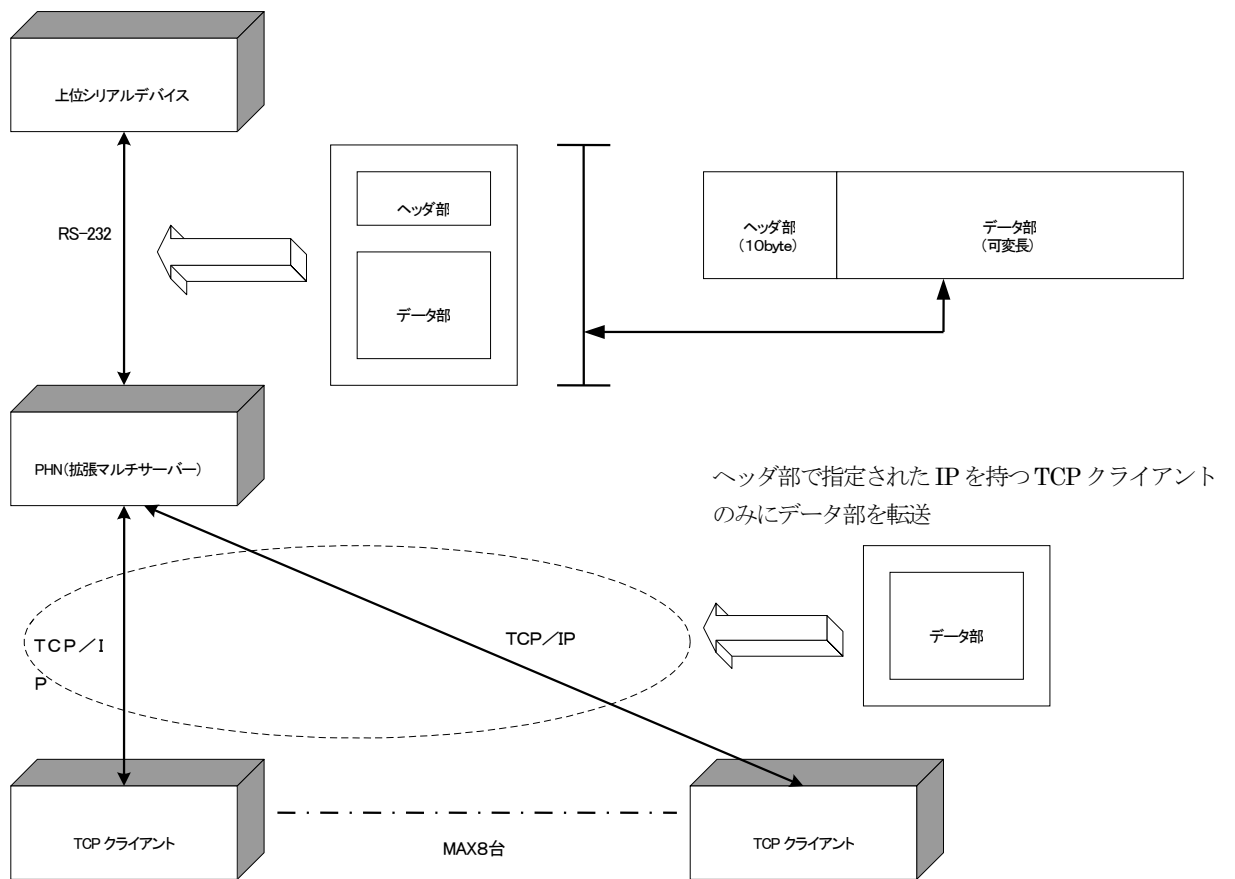 上位シリアルデバイス
RS-232
ヘッダ部
データ部
ヘッダ部
（10byte）
データ部
（可変長）
PHN（拡張マルチサーバー）
ヘッダ部で指定された IP を持つ TCP クライアント
のみにデータ部を転送
TCP／I
P
TCP／IP
データ部
TCP クライアント
MAX8台
TCP クライアント